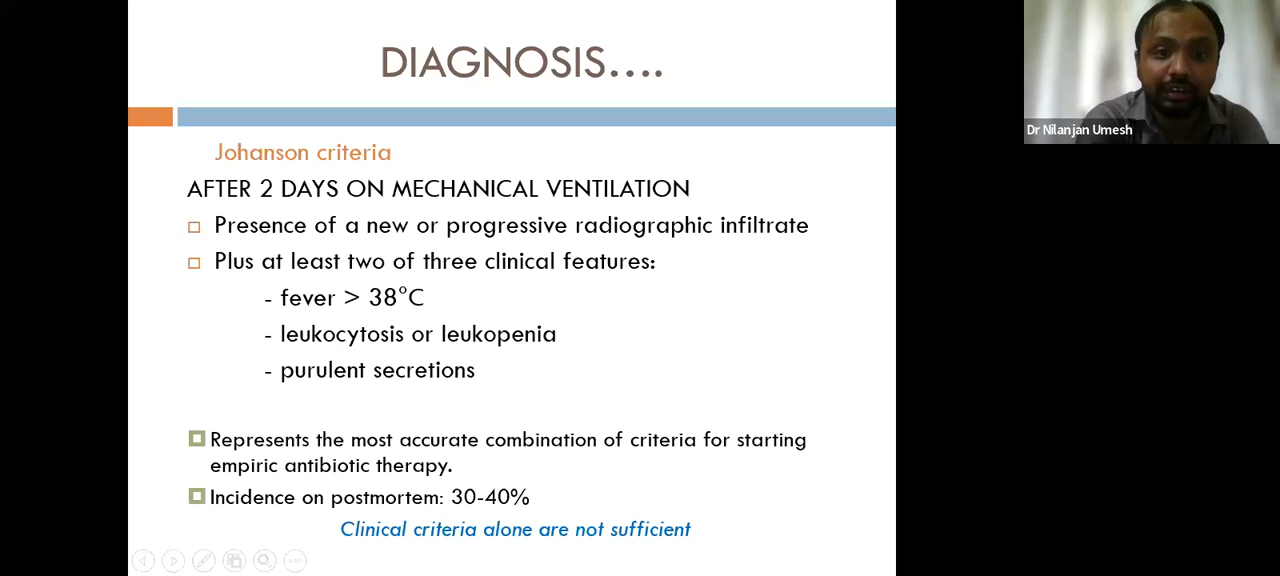 DIAGNOSIS....
Dr Nilanjan Umesh
Johanson criteria
AFTER 2 DAYS ON MECHANICAL VENTILATION
Presence of a new or progressive radiographic infiltrate
Plus at least two of three clinical features:
- fever > 38°C
- leukocytosis or leukopenia
- purulent secretions
Represents the most accurate combination of criteria for starting
empiric antibiotic therapy.
Incidence on postmortem: 30-40%
Clinical criteria alone are not sufficient